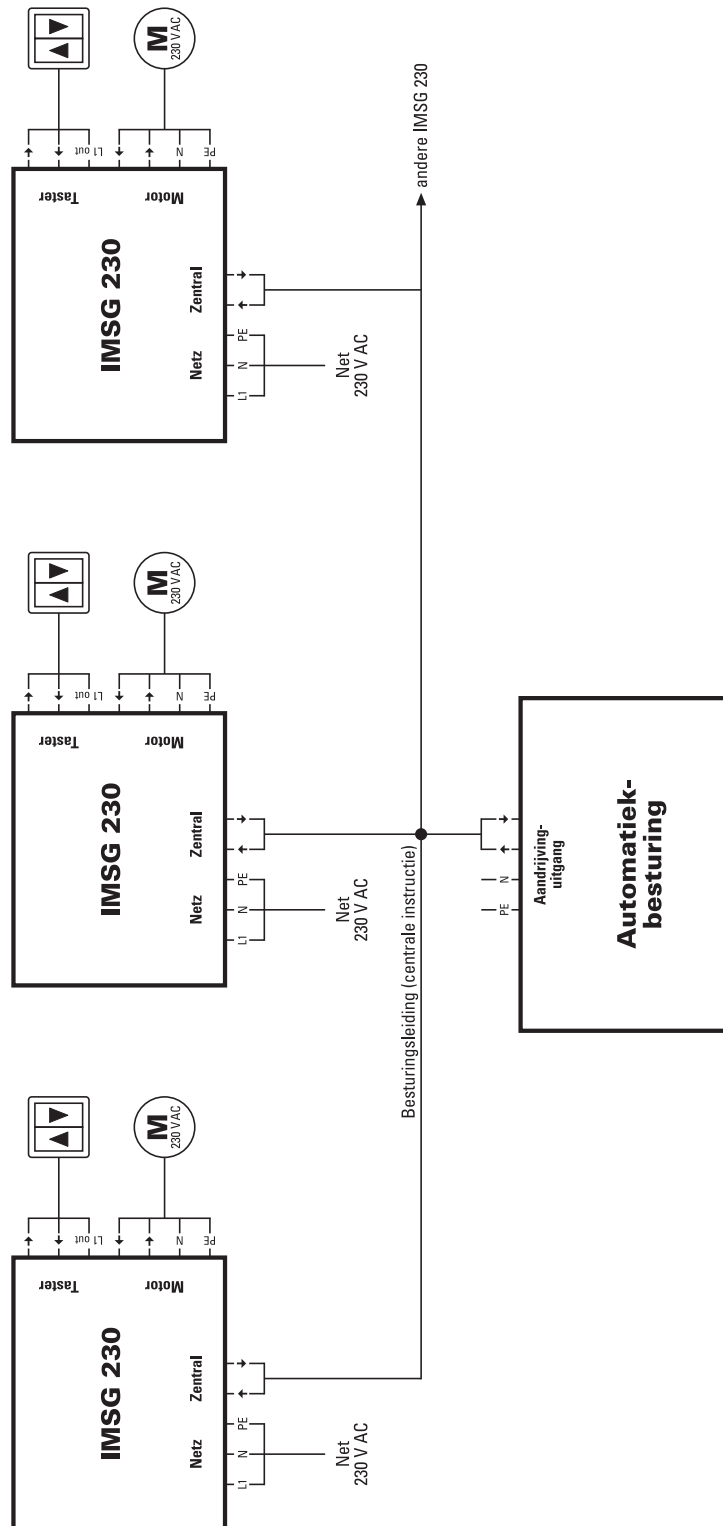 IMSG 230
Taster
L1 out
Motor
N
PE
M
230 V AC
Netz
Zentral
L1
N
PE
Net
230 V AC
IMSG 230
Taster
L1 out
Motor
N
PE
M
230 V AC
Netz
Zentral
L1
N
PE
Net
230 V AC
IMSG 230
Taster
L1 out
Motor
N
PE
M
230 V AC
Netz
Zentral
L1
N
PE
Net
230 V AC
Besturingsleiding (centrale instructie)
andere IMSG 230
PE
N
Aandrijving-
uitgang
Automatiek-
besturing